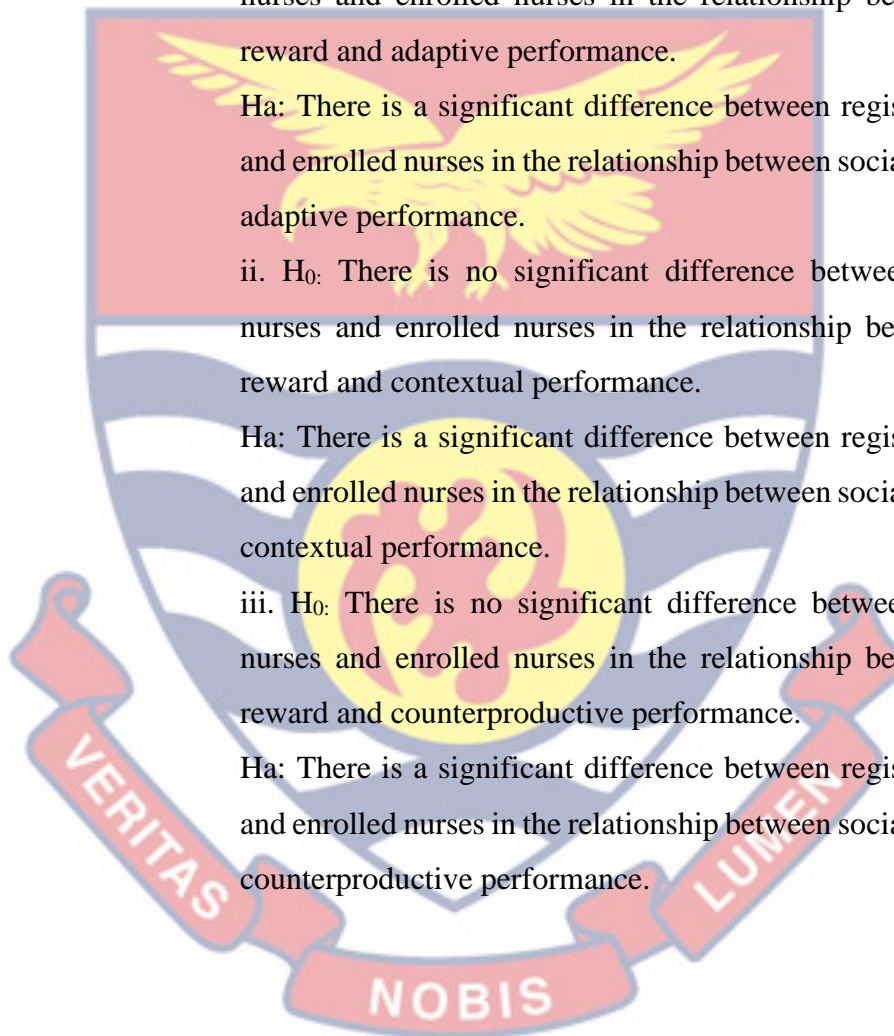 nurses and enrolled nurses in the relationship be
reward and adaptive performance.
Ha: There is a significant difference between regis
and enrolled nurses in the relationship between socia
adaptive performance.
ii. H0: There is no significant difference betwee
nurses and enrolled nurses in the relationship be
reward and contextual performance.
Ha: There is a significant difference between regis
and enrolled nurses in the relationship between socia
contextual performance.
iii. H0: There is no significant difference betwee
nurses and enrolled nurses in the relationship be
reward and counterproductive performance.
Ha: There is a significant difference between regis
and enrolled nurses in the relationship between socia
counterproductive performance.
VERITAS
NOBIS
LUMEN